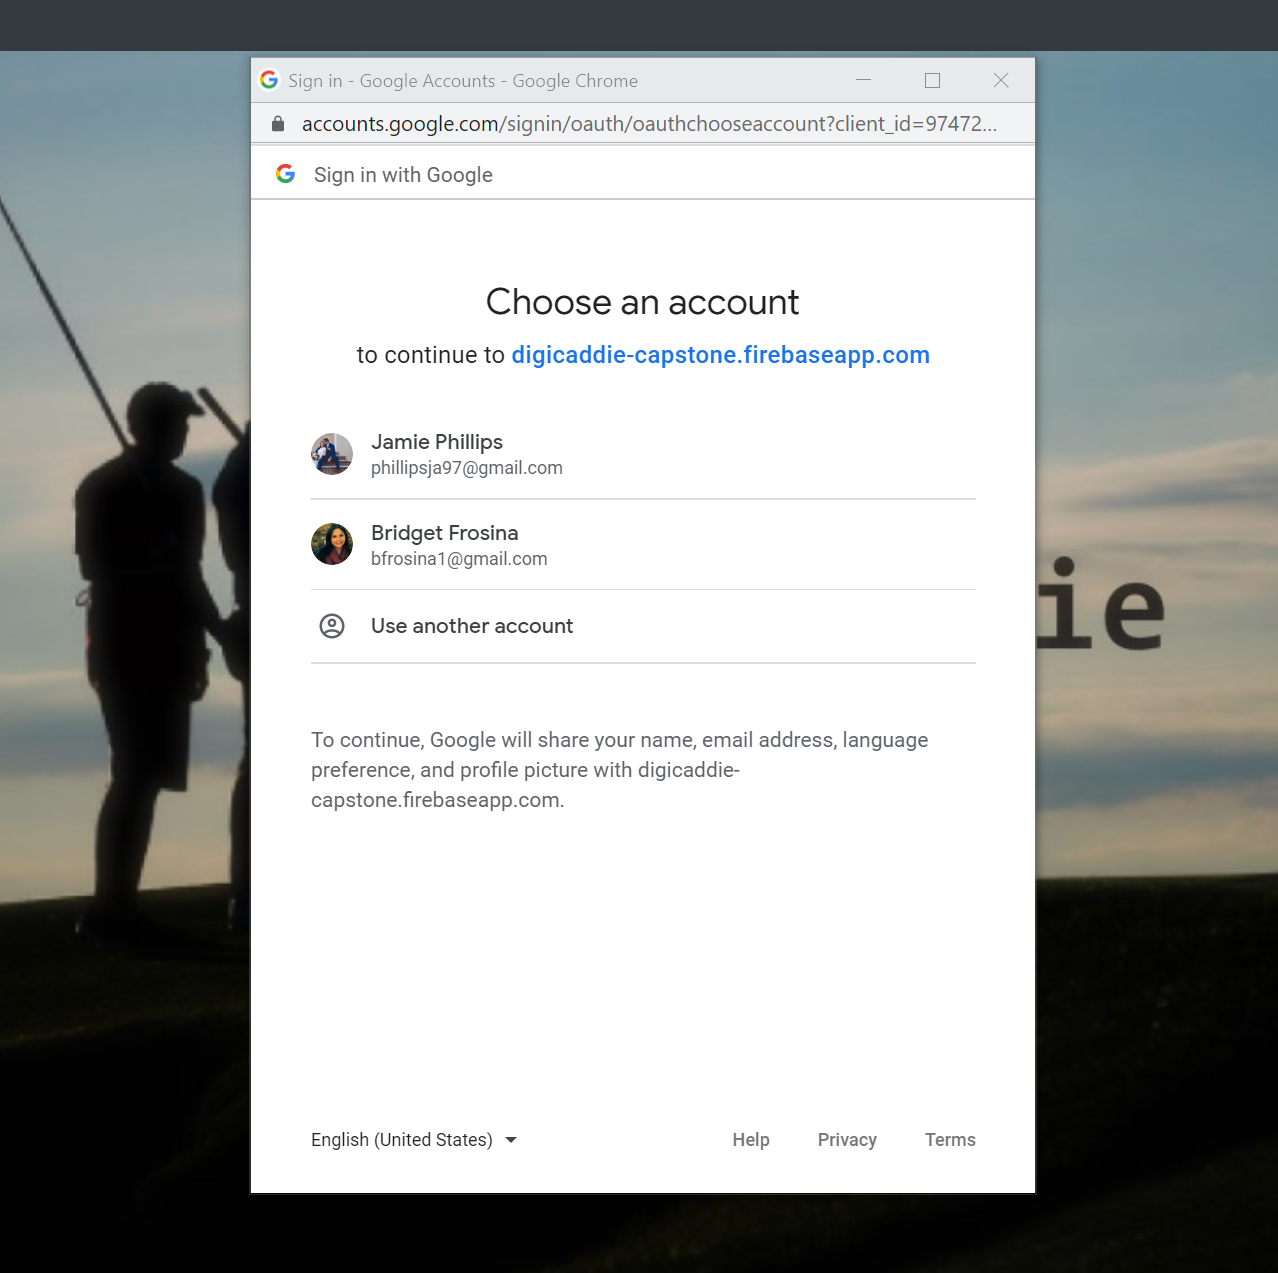 Sign in - Google Accounts - Google Chrome
accounts.google.com/signin/oauth/oauthchooseaccount?client_id=97472...
Sign in with Google
Choose an account
to continue to digicaddie-capstone.firebaseapp.com
Jamie Phillips
phillipsja97@gmail.com
Bridget Frosina
bfrosina1@gmail.com
ie
Use another account
To continue, Google will share your name, email address, language
preference, and profile picture with digicaddie-
capstone.firebaseapp.com.
English (United States)
Help
Privacy
Terms